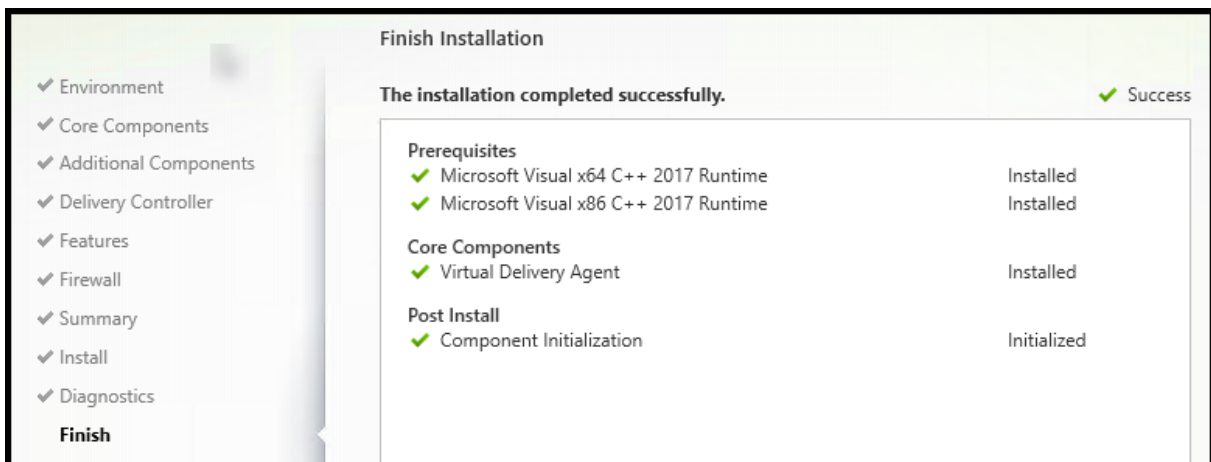 Finish Installation
Environment
Core Components
Additional Components
Delivery Controller
Features
Firewall
Summary
Install
Diagnostics
Finish
The installation completed successfully.
Success
Prerequisites
Microsoft Visual x64 C++ 2017 Runtime Installed
Microsoft Visual x86 C++ 2017 Runtime Installed
Core Components
Virtual Delivery Agent Installed
Post Install
Component Initialization Initialized